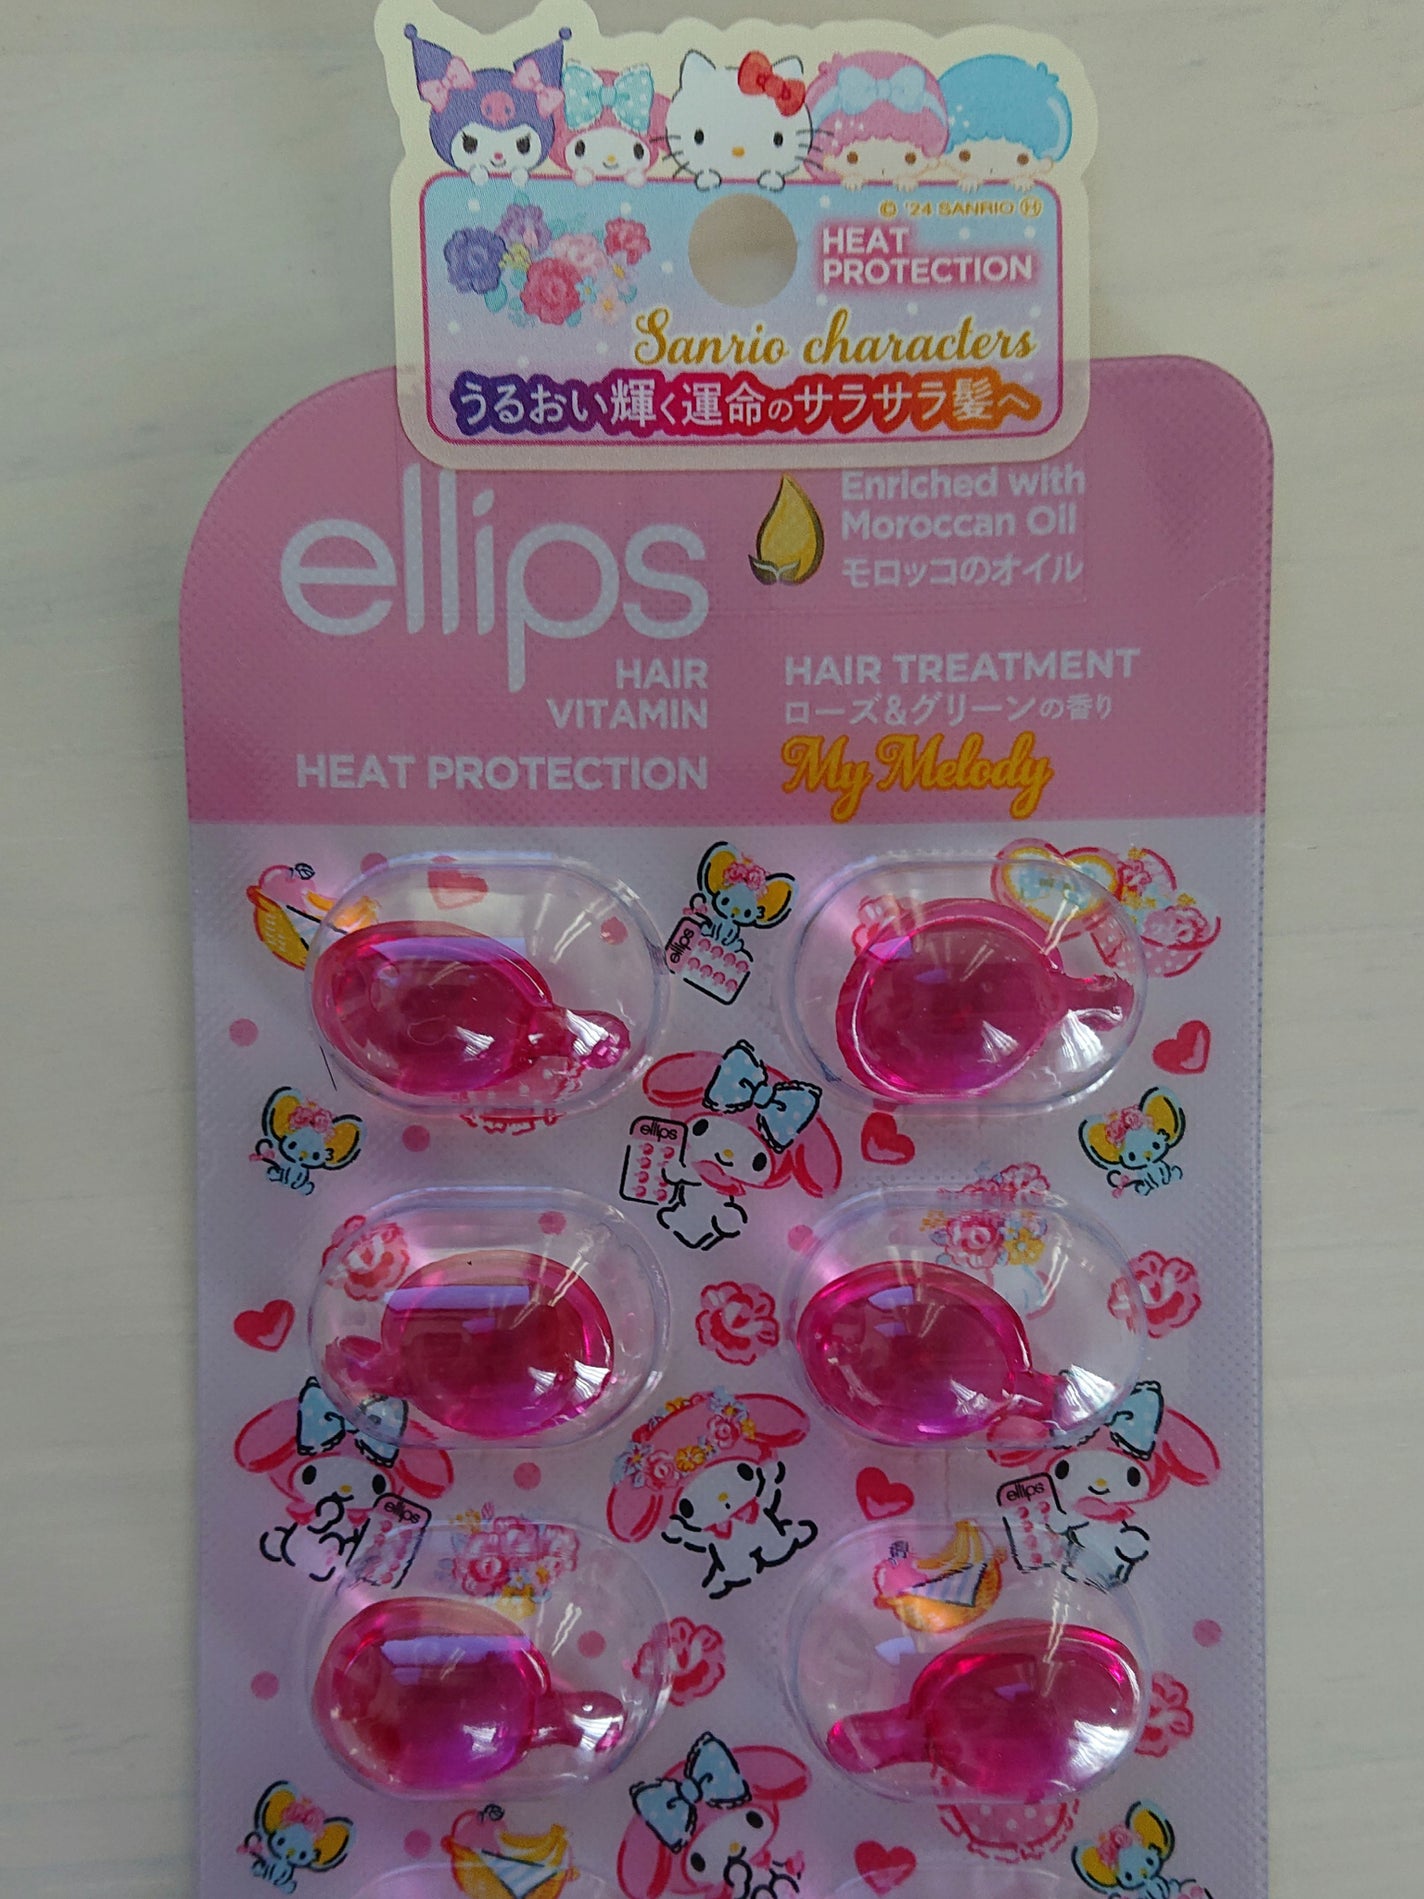 © '24 SANRIO Ⓗ
HEAT
PROTECTION
Sanrio characters
うるおい輝く運命のサラサラ髪へ
ellips
HAIR
VITAMIN
HEAT PROTECTION
Enriched with
Moroccan Oil
モロッコのオイル
HAIR TREATMENT
ローズ&グリーンの香り
My Melody
ellips
ellips
ellips
ellips